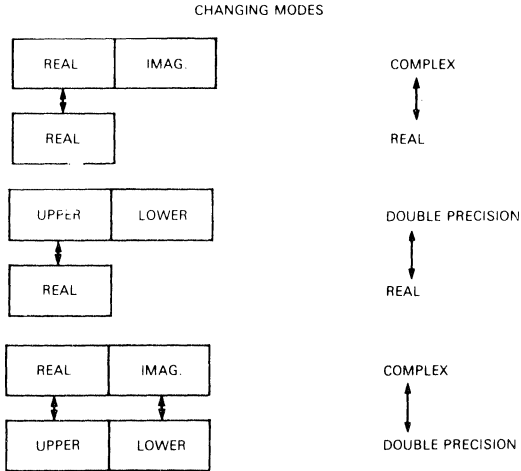 CHANGING MODES
REAL IMAG. COMPLEX
REAL REAL
UPPER LOWER DOUBLE PRECISION
REAL REAL
REAL IMAG. COMPLEX
UPPER LOWER DOUBLE PRECISION